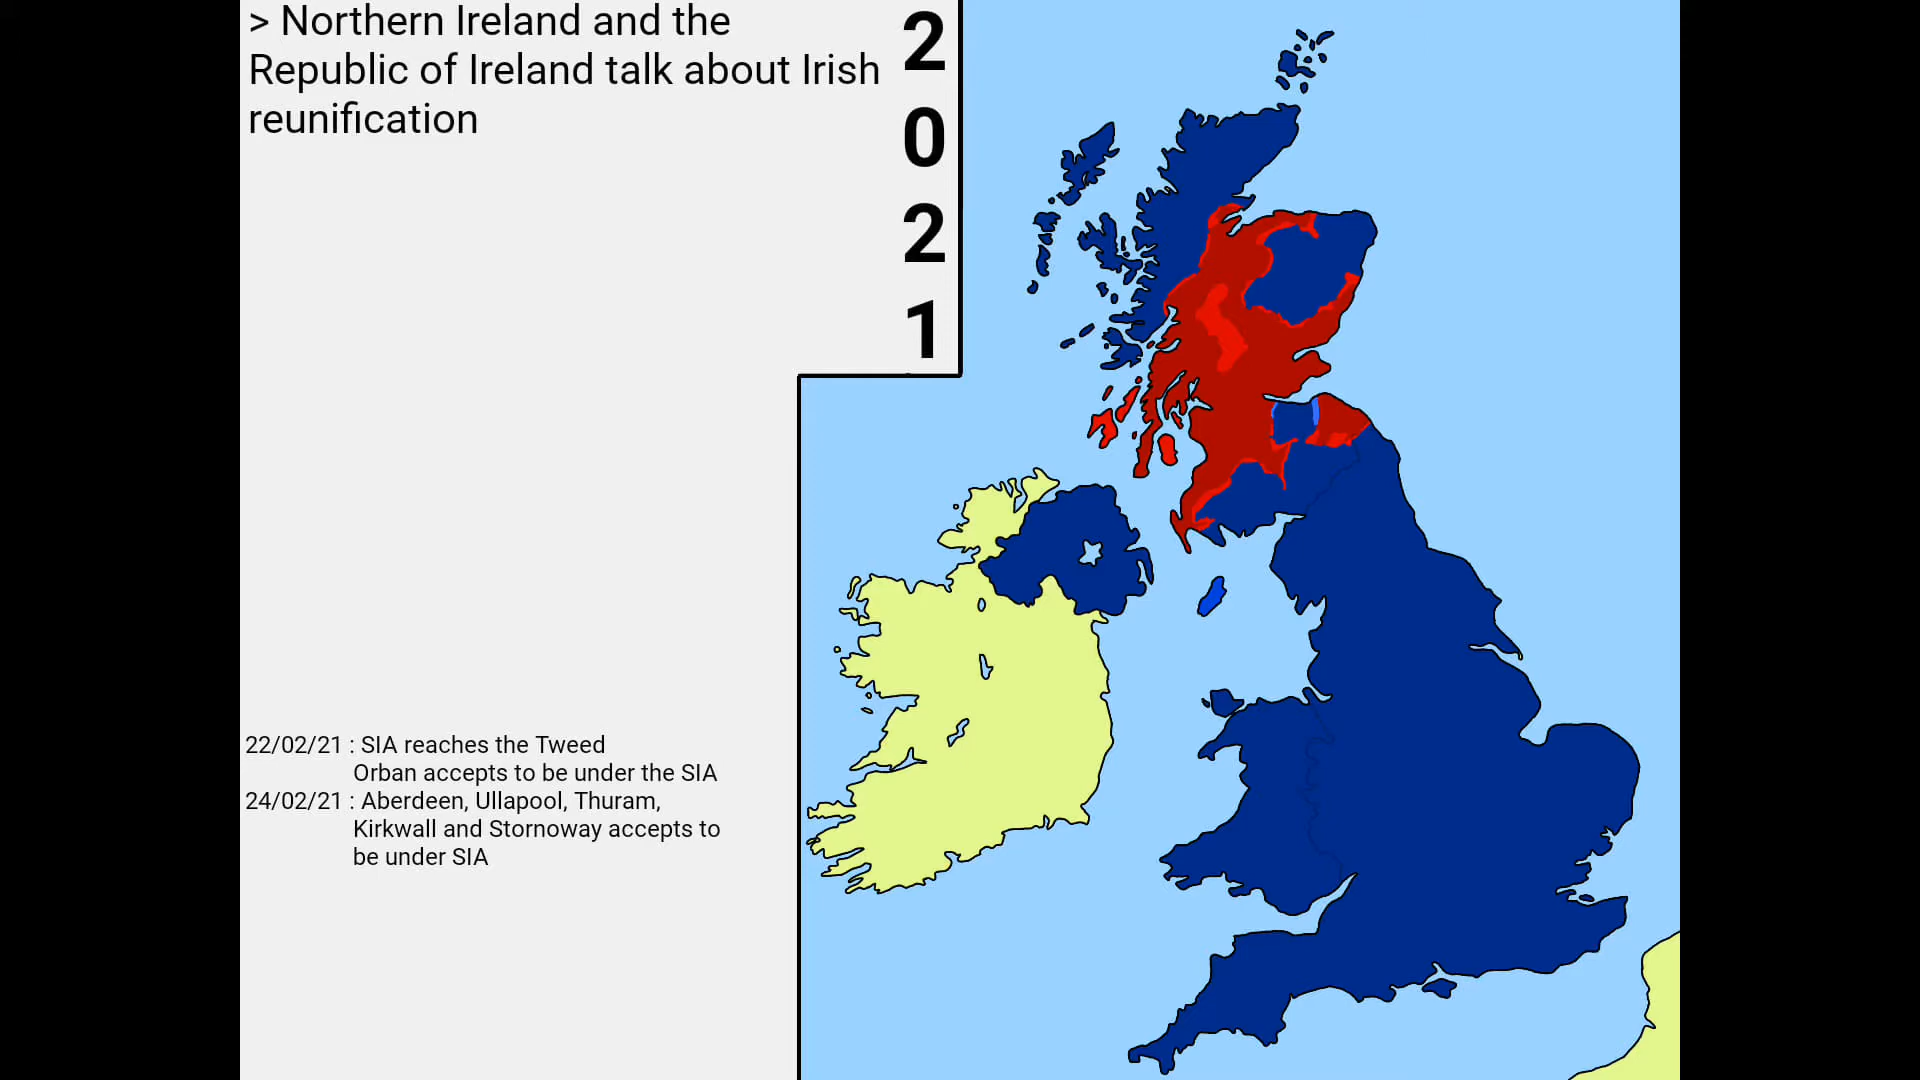 > Northern Ireland and the
Republic of Ireland talk about Irish
reunification
2
0
2
1
22/02/21 : SIA reaches the Tweed
Orban accepts to be under the SIA
24/02/21 : Aberdeen, Ullapool, Thuram,
Kirkwall and Stornoway accepts to
be under SIA